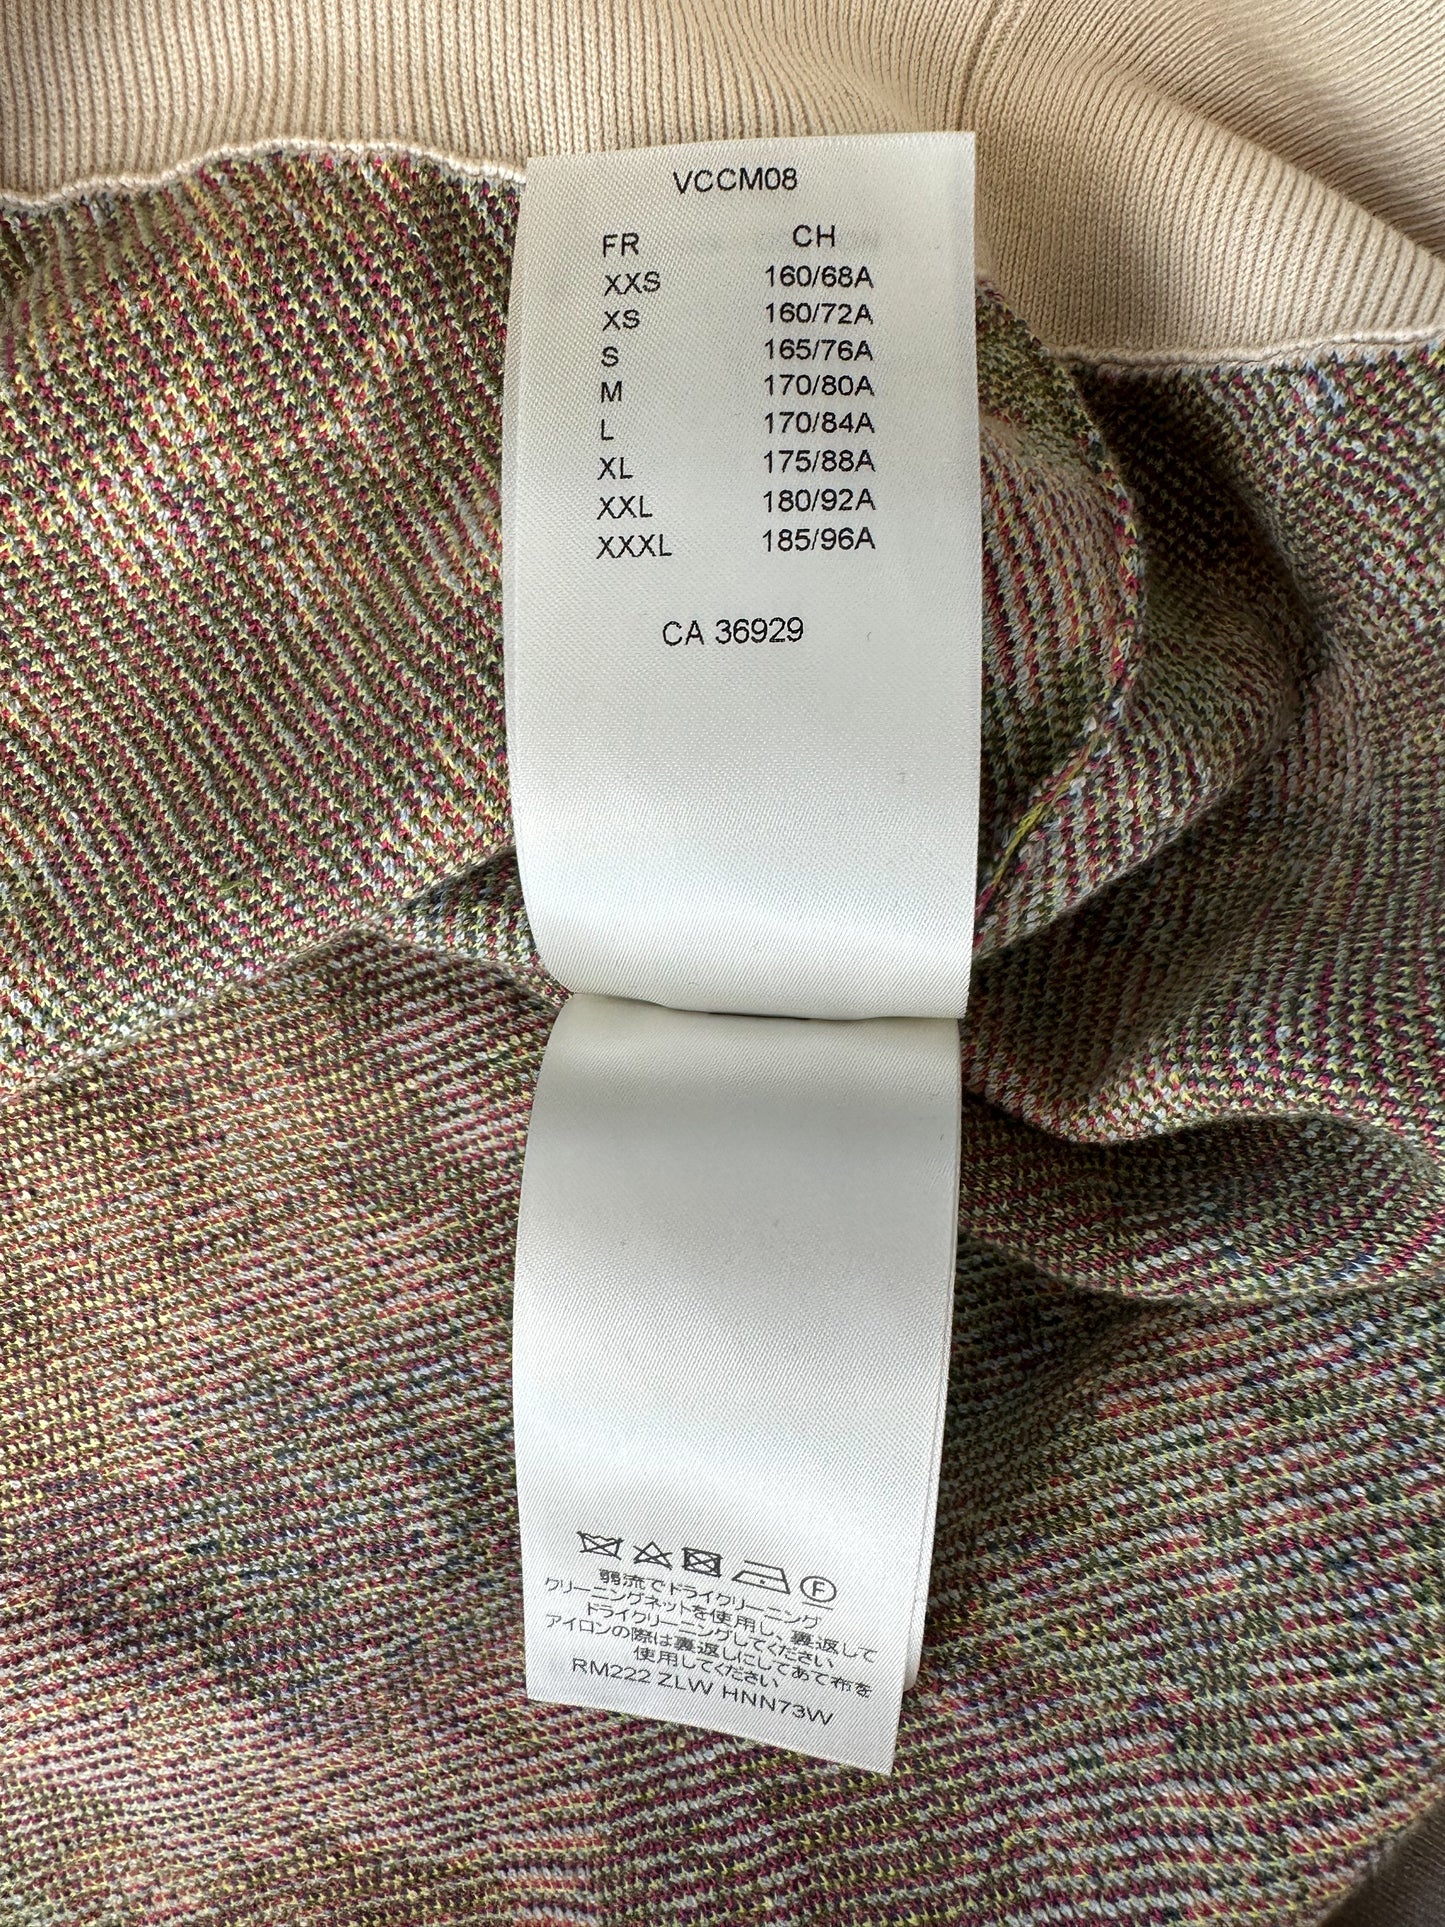 VCCM08
FR CH
XXS 160/68A
XS 160/72A
S 165/76A
M 170/80A
L 170/84A
XL 175/88A
XXL 180/92A
XXXL 185/96A
CA 36929
F
弱流でドライクリーニング
クリーニングネットを使用し、裏返して
ドライクリーニングしてください
アイロンの際は裏返しにしてあて布を
使用してください
RM222 ZLW HNN73W